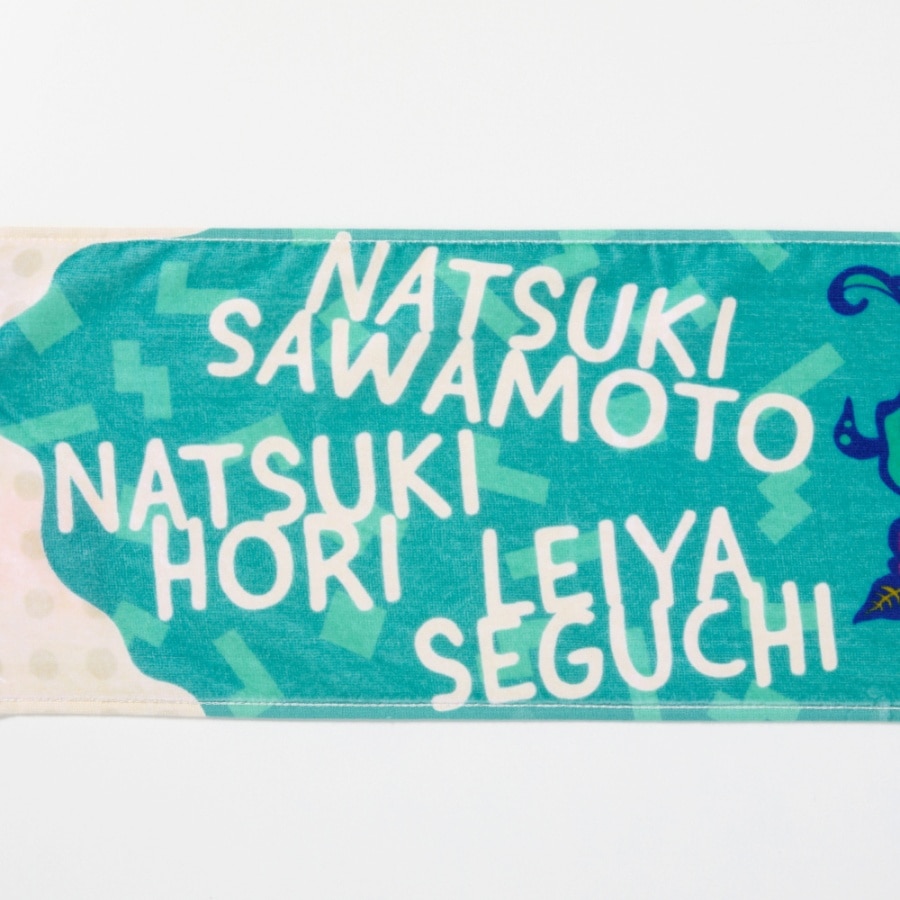 NATSUKI
SAWAMOTO
NATSUKI
HORI
LEIYA
SEGUCHI